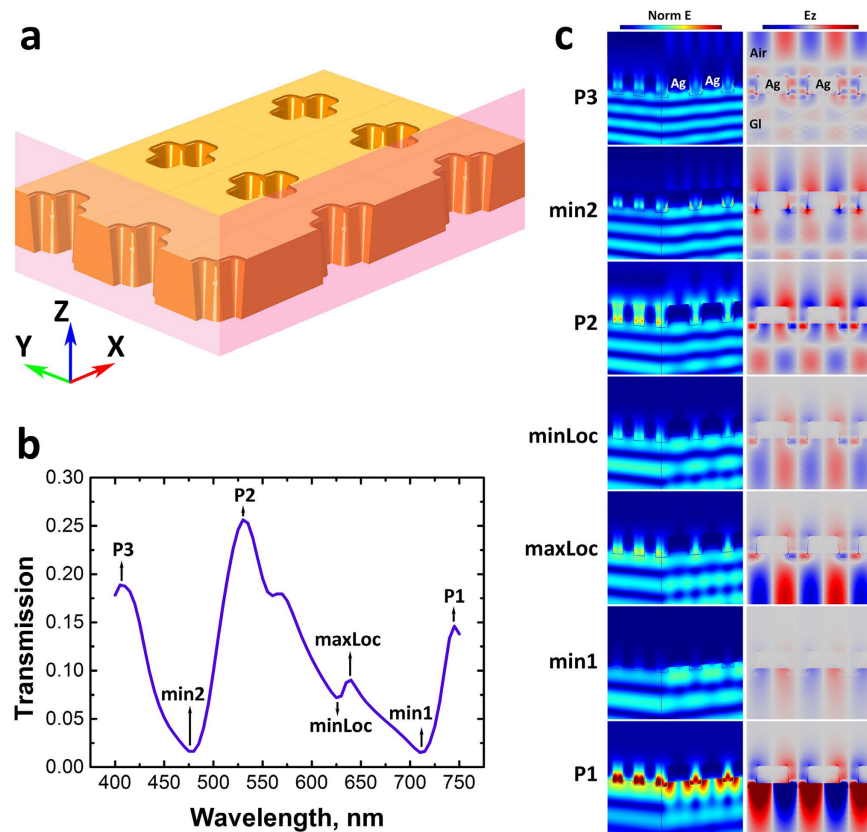 a
Z
Y
X
b
Transmission
0.30
0.25
0.20
0.15
0.10
0.05
0.00
P3
min2
P2
maxLoc
minLoc
min1
P1
400 450 500 550 600 650 700 750
Wavelength, nm
c
Norm E
Ez
P3
Ag Ag
Air
Ag Ag
Gl
min2
P2
minLoc
maxLoc
min1
P1